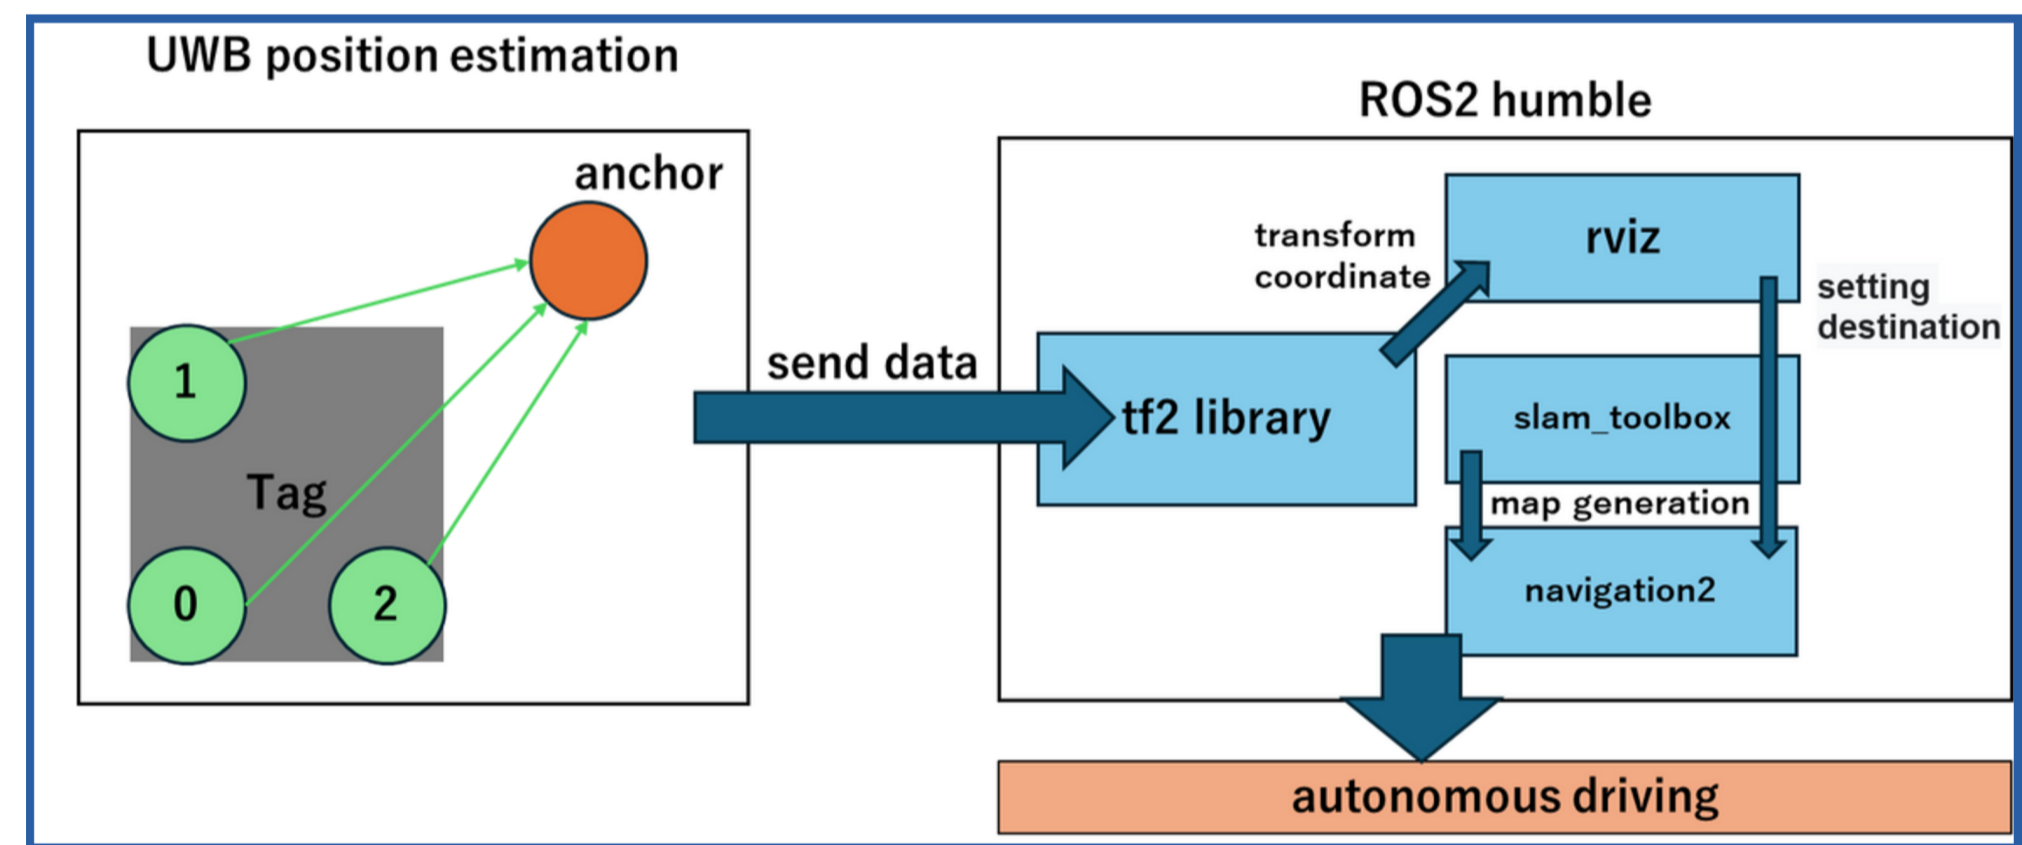 UWB position estimation
anchor
1
Tag
0
2
send data
ROS2 humble
transform
coordinate
rviz
setting
destination
tf2 library
slam_toolbox
map generation
navigation2
autonomous driving